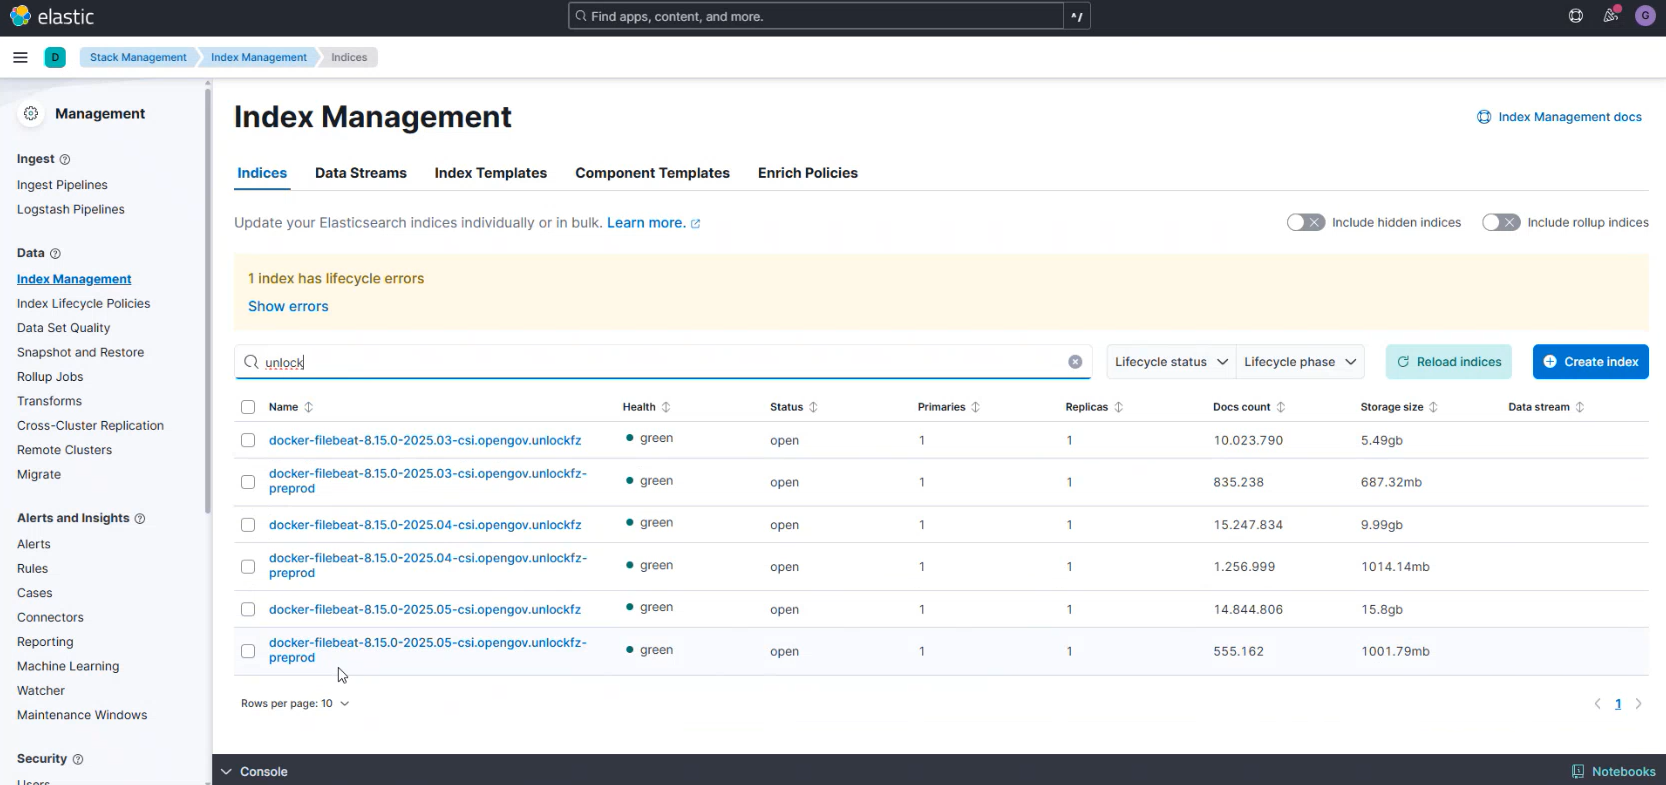 elastic
Find apps, content, and more.
^/
G
D
Stack Management
Index Management
Indices
Management
Ingest
Ingest Pipelines
Logstash Pipelines
Data
Index Management
Index Lifecycle Policies
Data Set Quality
Snapshot and Restore
Rollup Jobs
Transforms
Cross-Cluster Replication
Remote Clusters
Migrate
Alerts and Insights
Alerts
Rules
Cases
Connectors
Reporting
Machine Learning
Watcher
Maintenance Windows
Security
Index Management
Index Management docs
Indices Data Streams Index Templates Component Templates Enrich Policies
Update your Elasticsearch indices individually or in bulk. Learn more.
Include hidden indices
Include rollup indices
1 index has lifecycle errors
Show errors
unlock
Lifecycle status
Lifecycle phase
Reload indices
Create index
Name Health Status Primaries Replicas Docs count Storage size Data stream
docker-filebeat-8.15.0-2025.03-csi.opengov.unlockfz green open 1 1 10.023.790 5.49gb
docker-filebeat-8.15.0-2025.03-csi.opengov.unlockfz-
preprod green open 1 1 835.238 687.32mb
docker-filebeat-8.15.0-2025.04-csi.opengov.unlockfz green open 1 1 15.247.834 9.99gb
docker-filebeat-8.15.0-2025.04-csi.opengov.unlockfz-
preprod green open 1 1 1.256.999 1014.14mb
docker-filebeat-8.15.0-2025.05-csi.opengov.unlockfz green open 1 1 14.844.806 15.8gb
docker-filebeat-8.15.0-2025.05-csi.opengov.unlockfz-
preprod green open 1 1 555.162 1001.79mb
Rows per page: 10
1
Console
Notebooks